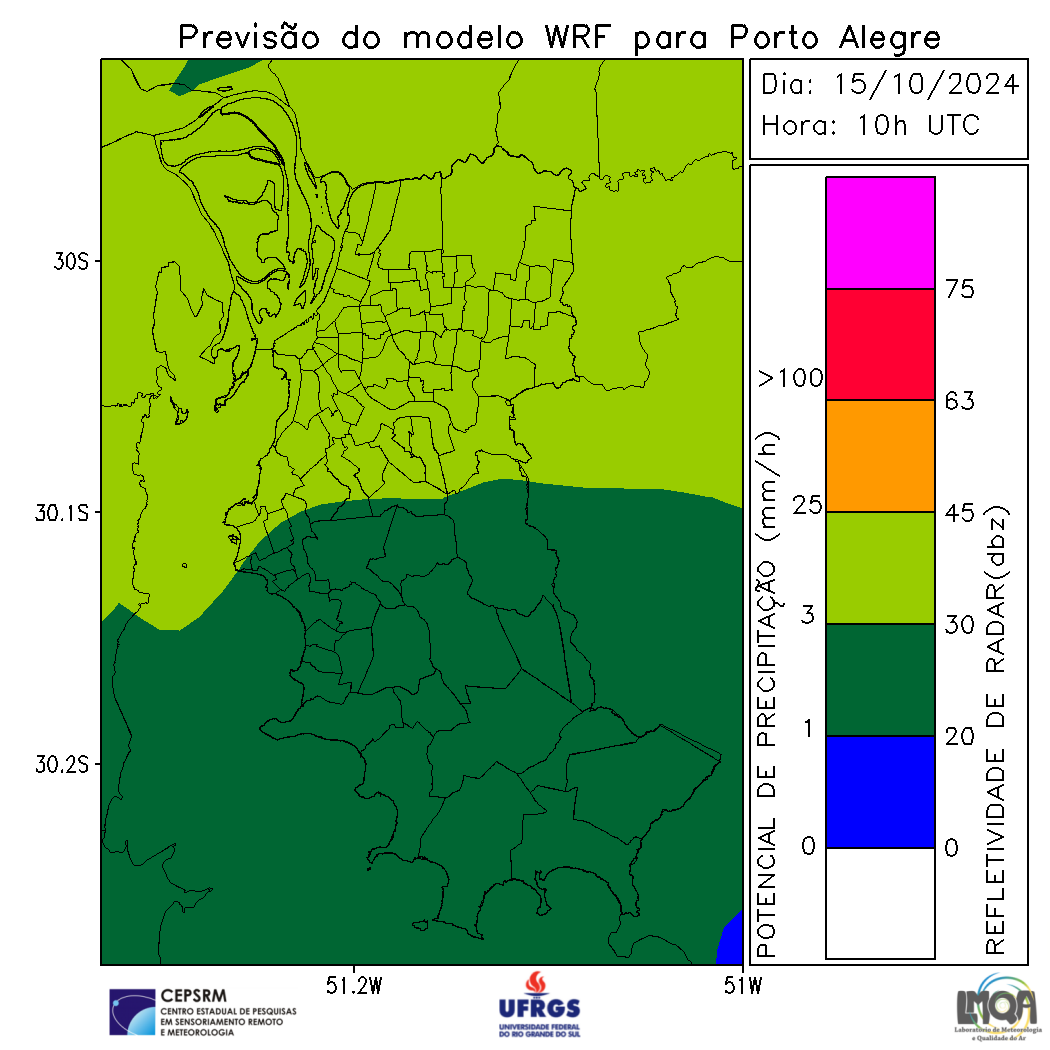 Previsão do modelo WRF para Porto Alegre
Dia: 15/10/2024
Hora: 10h UTC
30S
30.1S
30.2S
51.2W
51W
POTENCIAL DE PRECIPITAÇÃO (mm/h)
>100
25
3
1
0
75
63
45
30
20
0
REFLETIVIDADE DE RADAR(dbz)
CEPSRM
CENTRO ESTADUAL DE PESQUISAS
EM SENSORIAMENTO REMOTO
E METEOROLOGIA
UFRGS
UNIVERSIDADE FEDERAL
DO RIO GRANDE DO SUL
LMQA
Laboratório de Meteorologia
e Qualidade do Ar